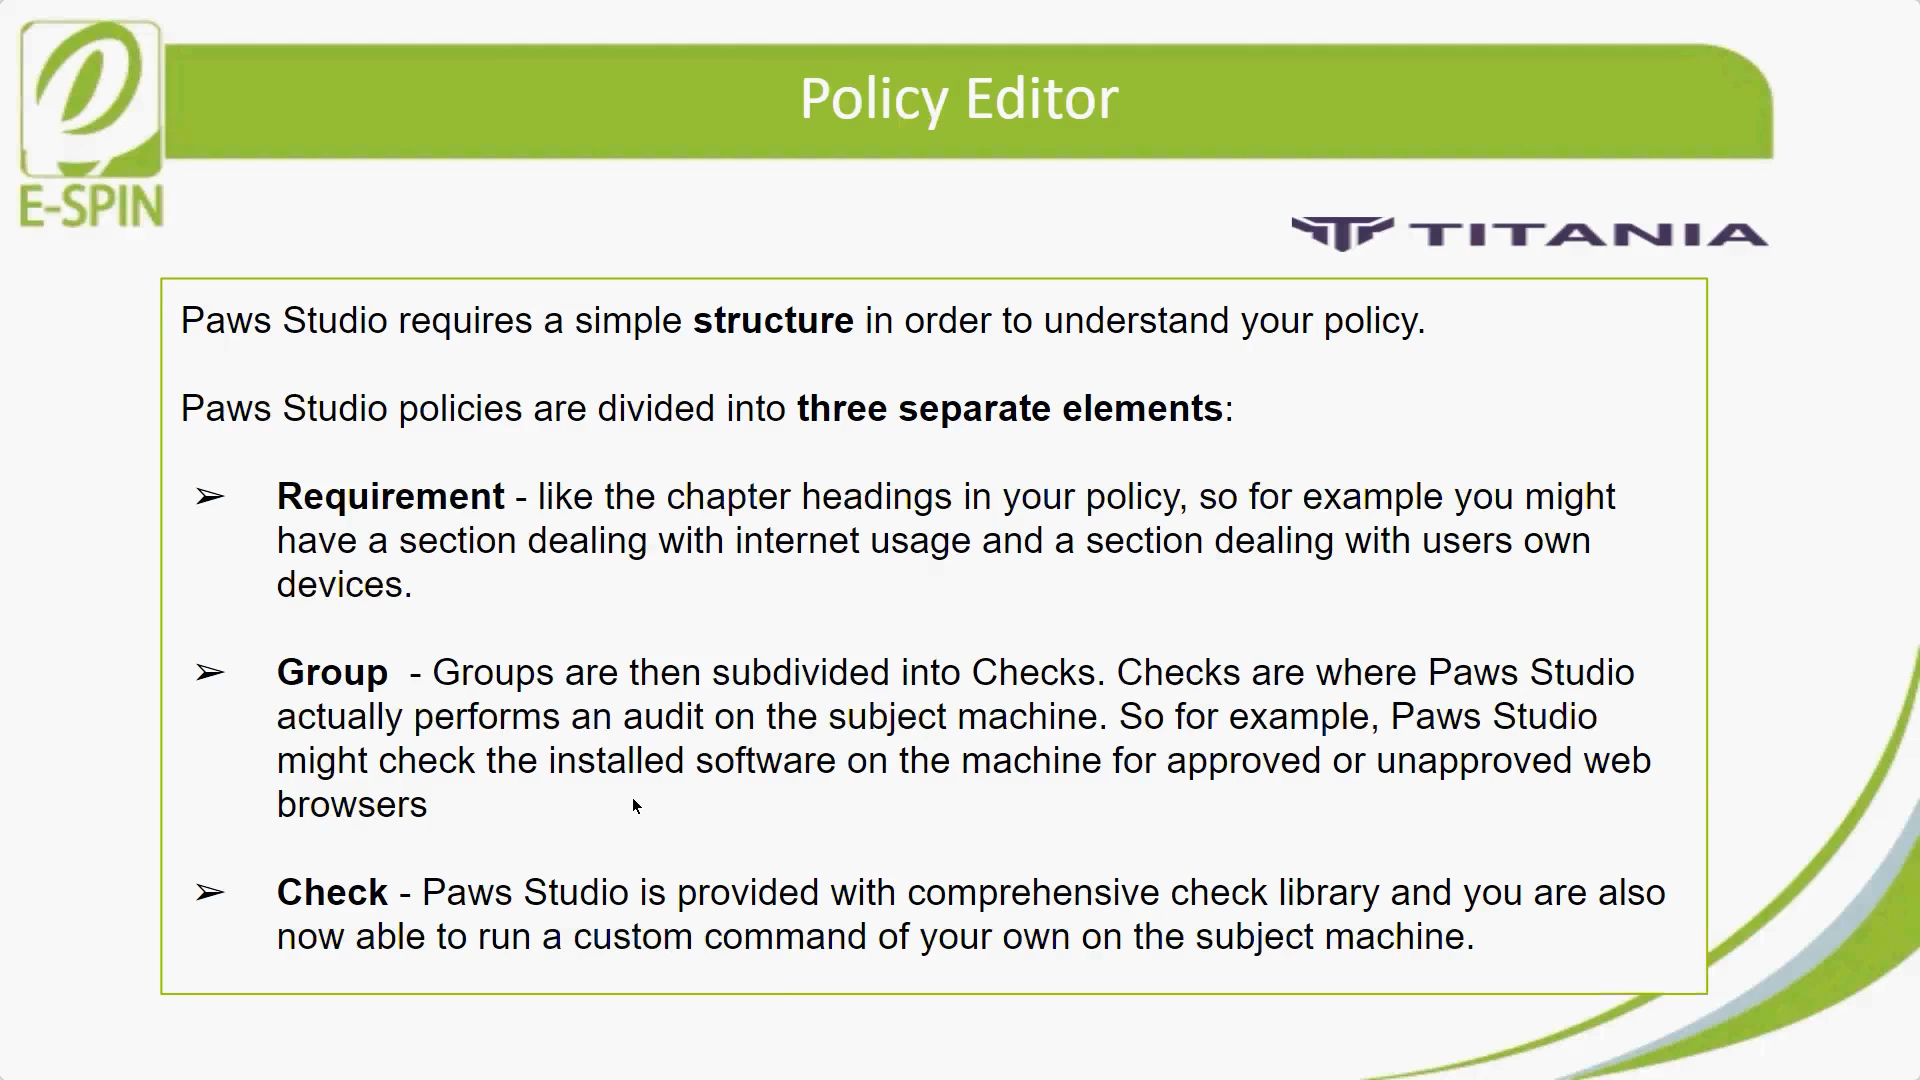 Policy Editor
E-SPIN
TITANIA
Paws Studio requires a simple structure in order to understand your policy.
Paws Studio policies are divided into three separate elements:
➢ Requirement - like the chapter headings in your policy, so for example you might
have a section dealing with internet usage and a section dealing with users own
devices.
➢ Group - Groups are then subdivided into Checks. Checks are where Paws Studio
actually performs an audit on the subject machine. So for example, Paws Studio
might check the installed software on the machine for approved or unapproved web
browsers
➢ Check - Paws Studio is provided with comprehensive check library and you are also
now able to run a custom command of your own on the subject machine.